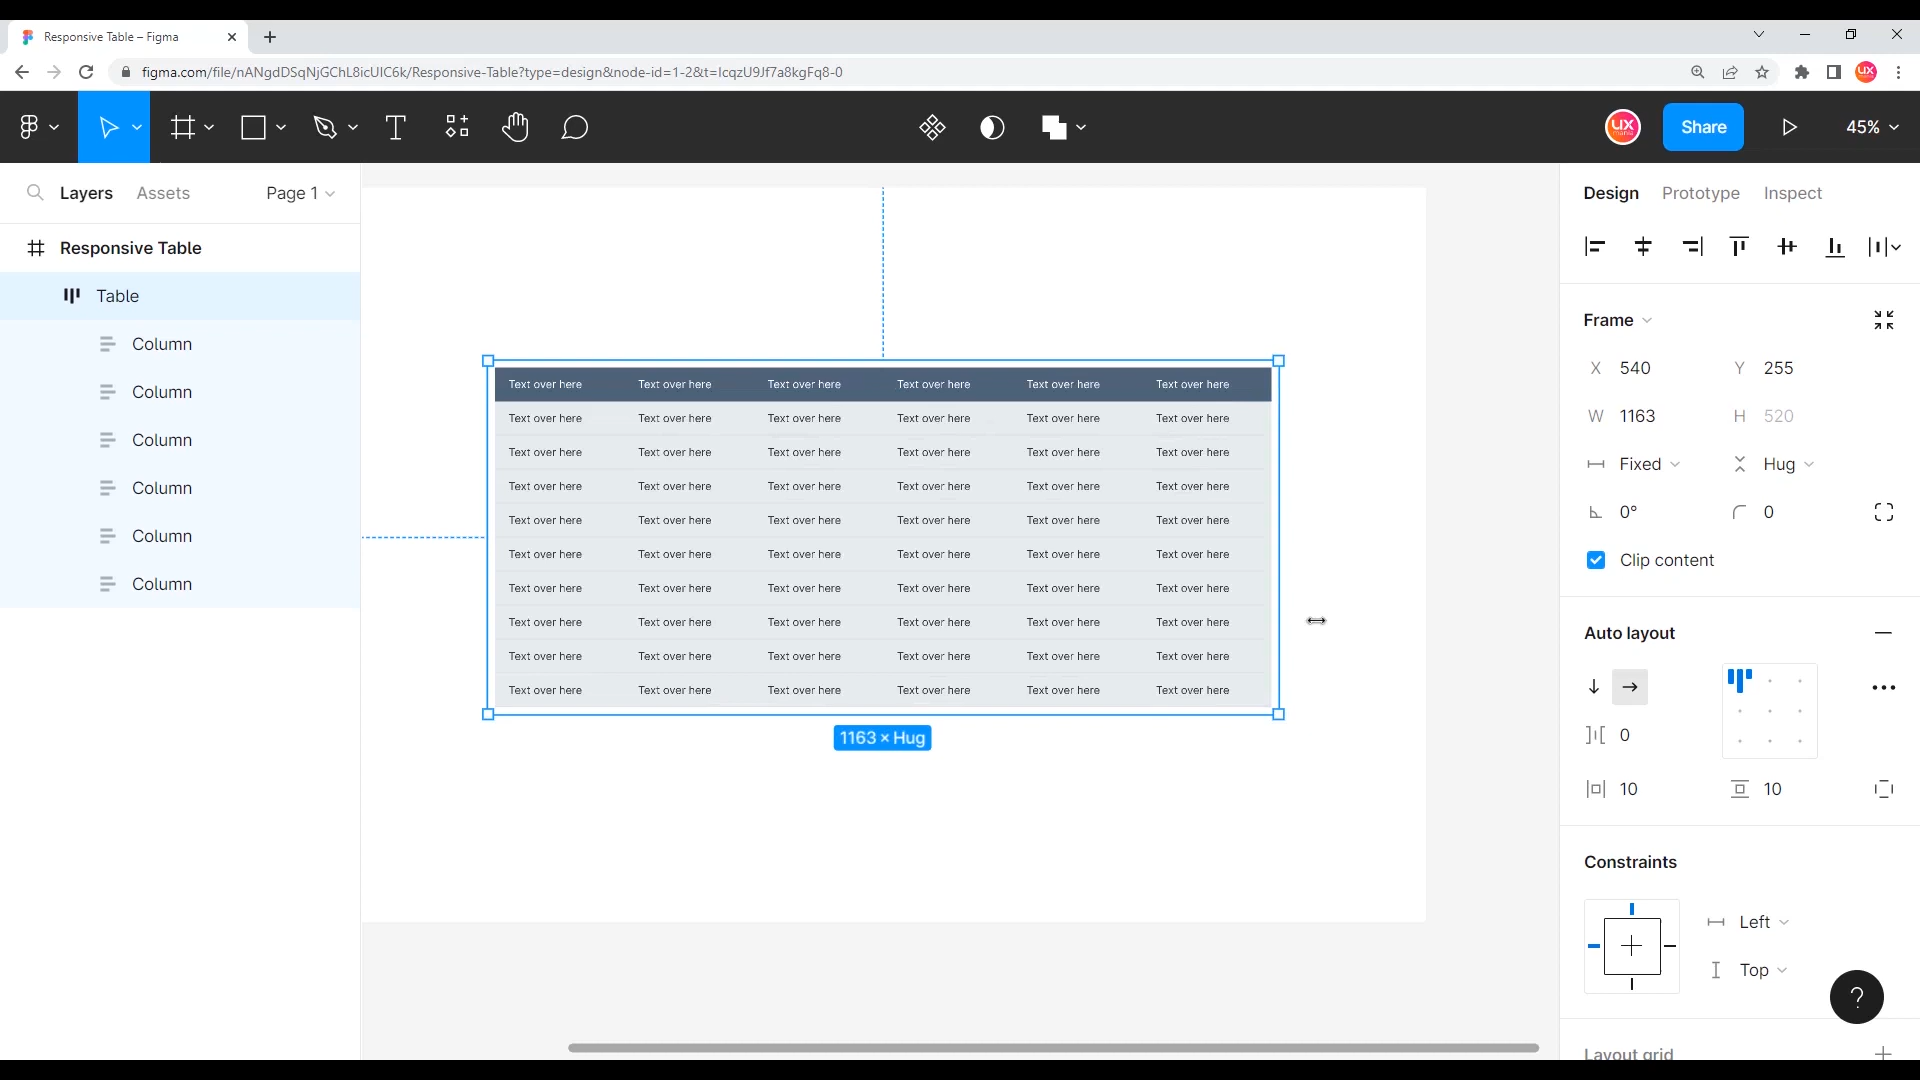 Responsive Table – Figma
figma.com/file/nANgdDSqNjGChL8icUIC6k/Responsive-Table?type=design&node-id=1-2&t=IcqzU9Jf7a8kgFq8-0
ux
ux
mania
Share
45%
Layers Assets Page 1
Design Prototype Inspect
Responsive Table
Table
Column
Column
Column
Column
Column
Column
Text over here Text over here Text over here Text over here Text over here Text over here
Text over here Text over here Text over here Text over here Text over here Text over here
Text over here Text over here Text over here Text over here Text over here Text over here
Text over here Text over here Text over here Text over here Text over here Text over here
Text over here Text over here Text over here Text over here Text over here Text over here
Text over here Text over here Text over here Text over here Text over here Text over here
Text over here Text over here Text over here Text over here Text over here Text over here
Text over here Text over here Text over here Text over here Text over here Text over here
Text over here Text over here Text over here Text over here Text over here Text over here
Text over here Text over here Text over here Text over here Text over here Text over here
1163 × Hug
Frame
X 540 Y 255
W 1163 H 520
Fixed Hug
0° 0
Clip content
Auto layout
0
10 10
Constraints
Left
Top
?
Layout grid